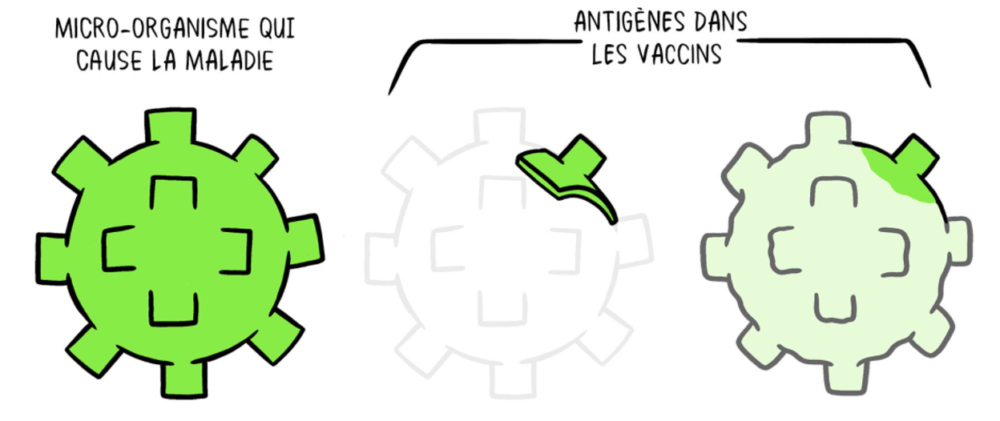 MICRO-ORGANISME QUI
CAUSE LA MALADIE
ANTIGÈNES DANS
LES VACCINS